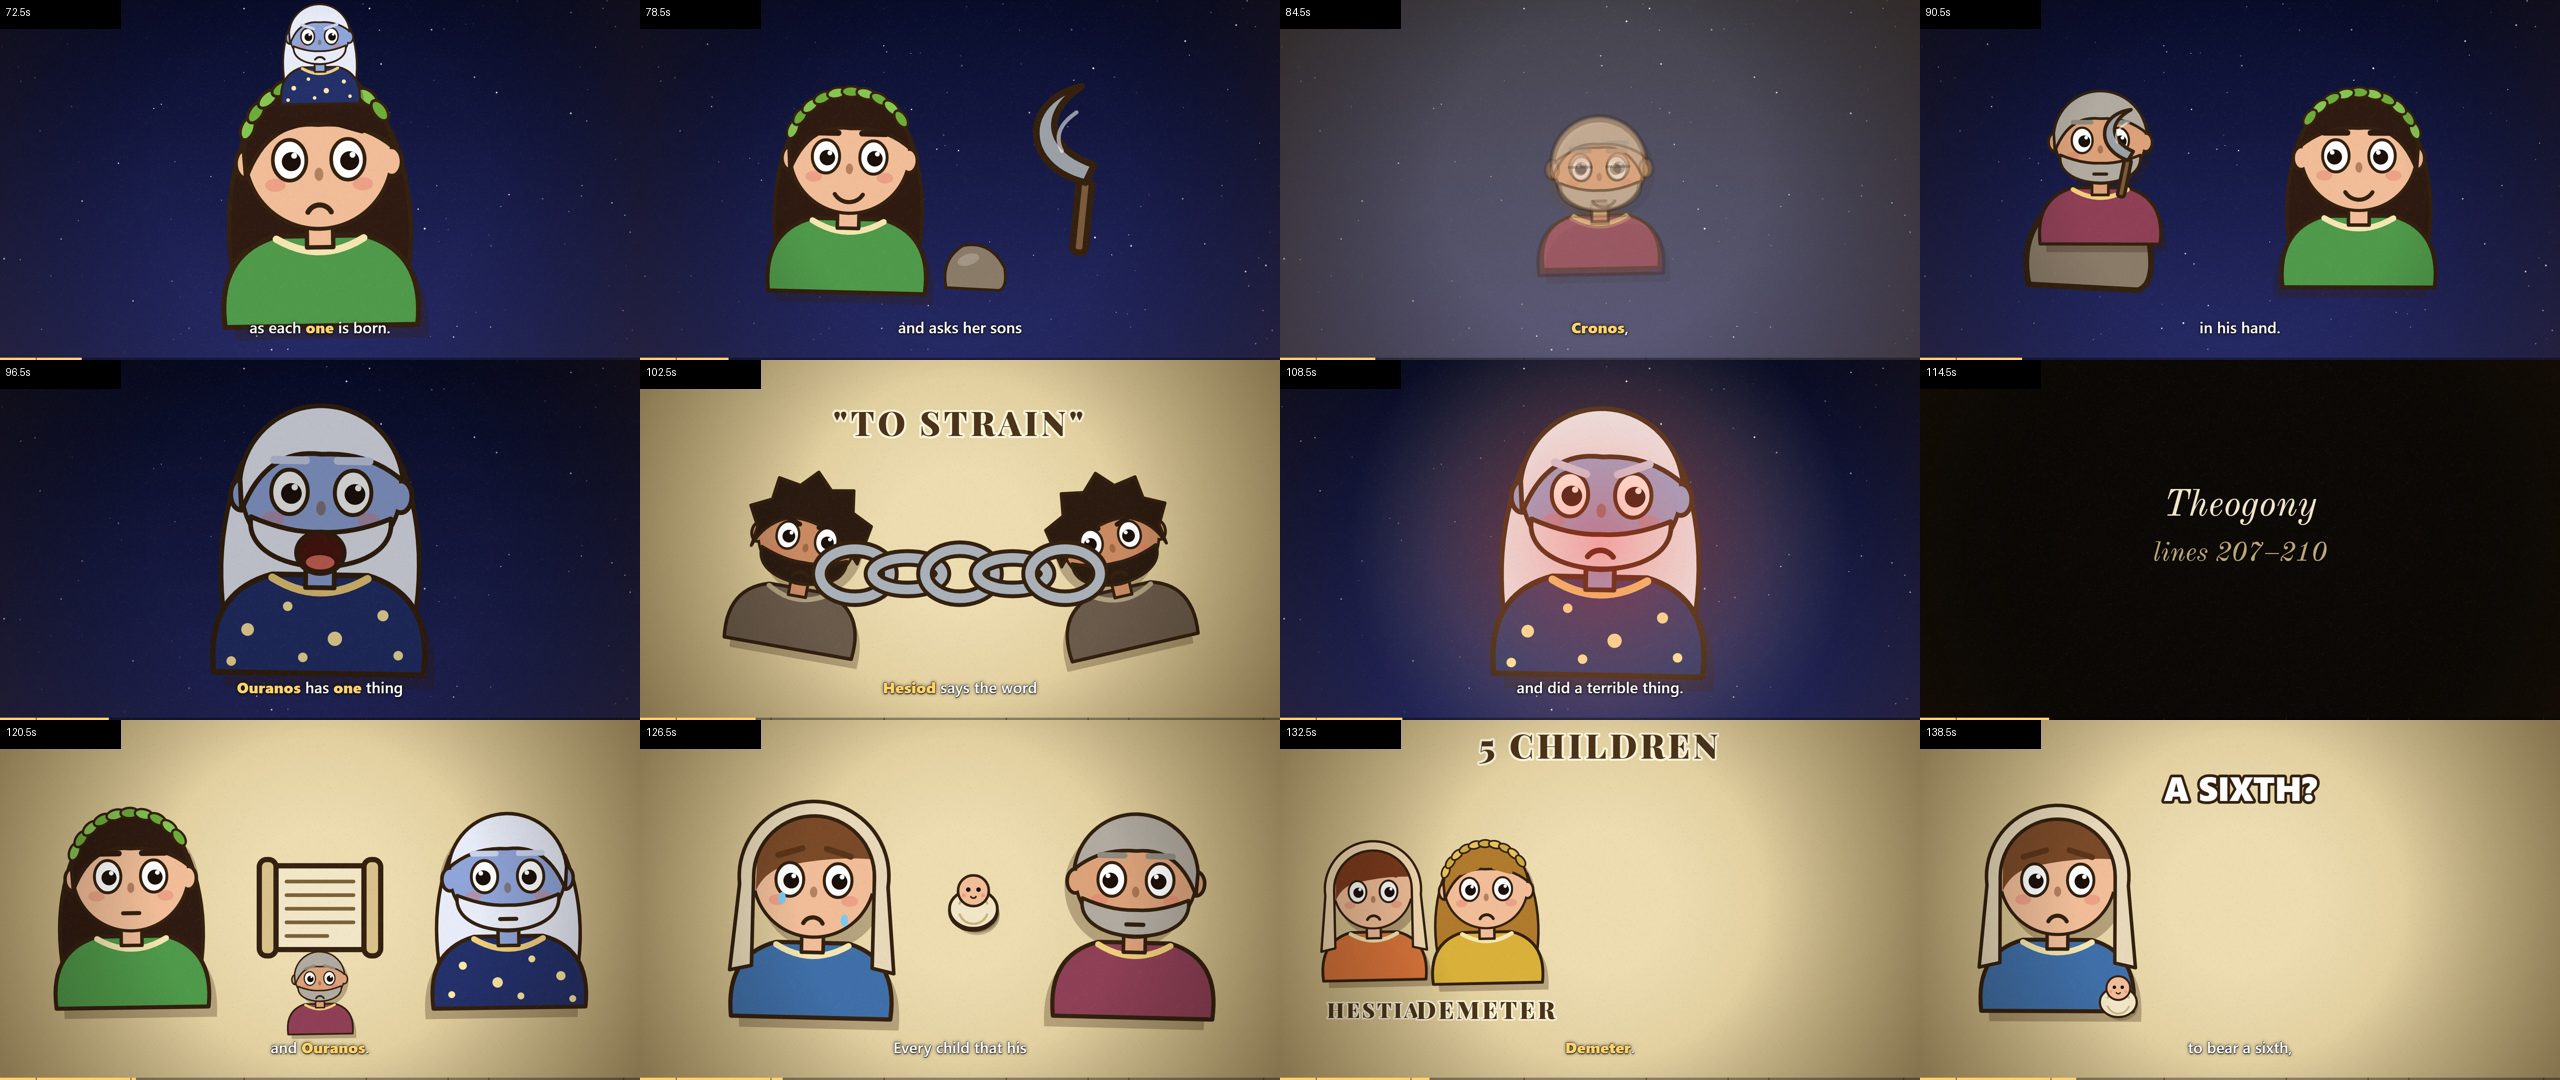 72.5s
as each one is born.
78.5s
and asks her sons
84.5s
Cronos,
90.5s
in his hand.
96.5s
Ouranos has one thing
102.5s
"TO STRAIN"
Hesiod says the word
108.5s
and did a terrible thing.
114.5s
Theogony
lines 207–210
120.5s
and Ouranos.
126.5s
Every child that his
132.5s
5 CHILDREN
HESTIA DEMETER
Demeter.
138.5s
A SIXTH?
to bear a sixth,